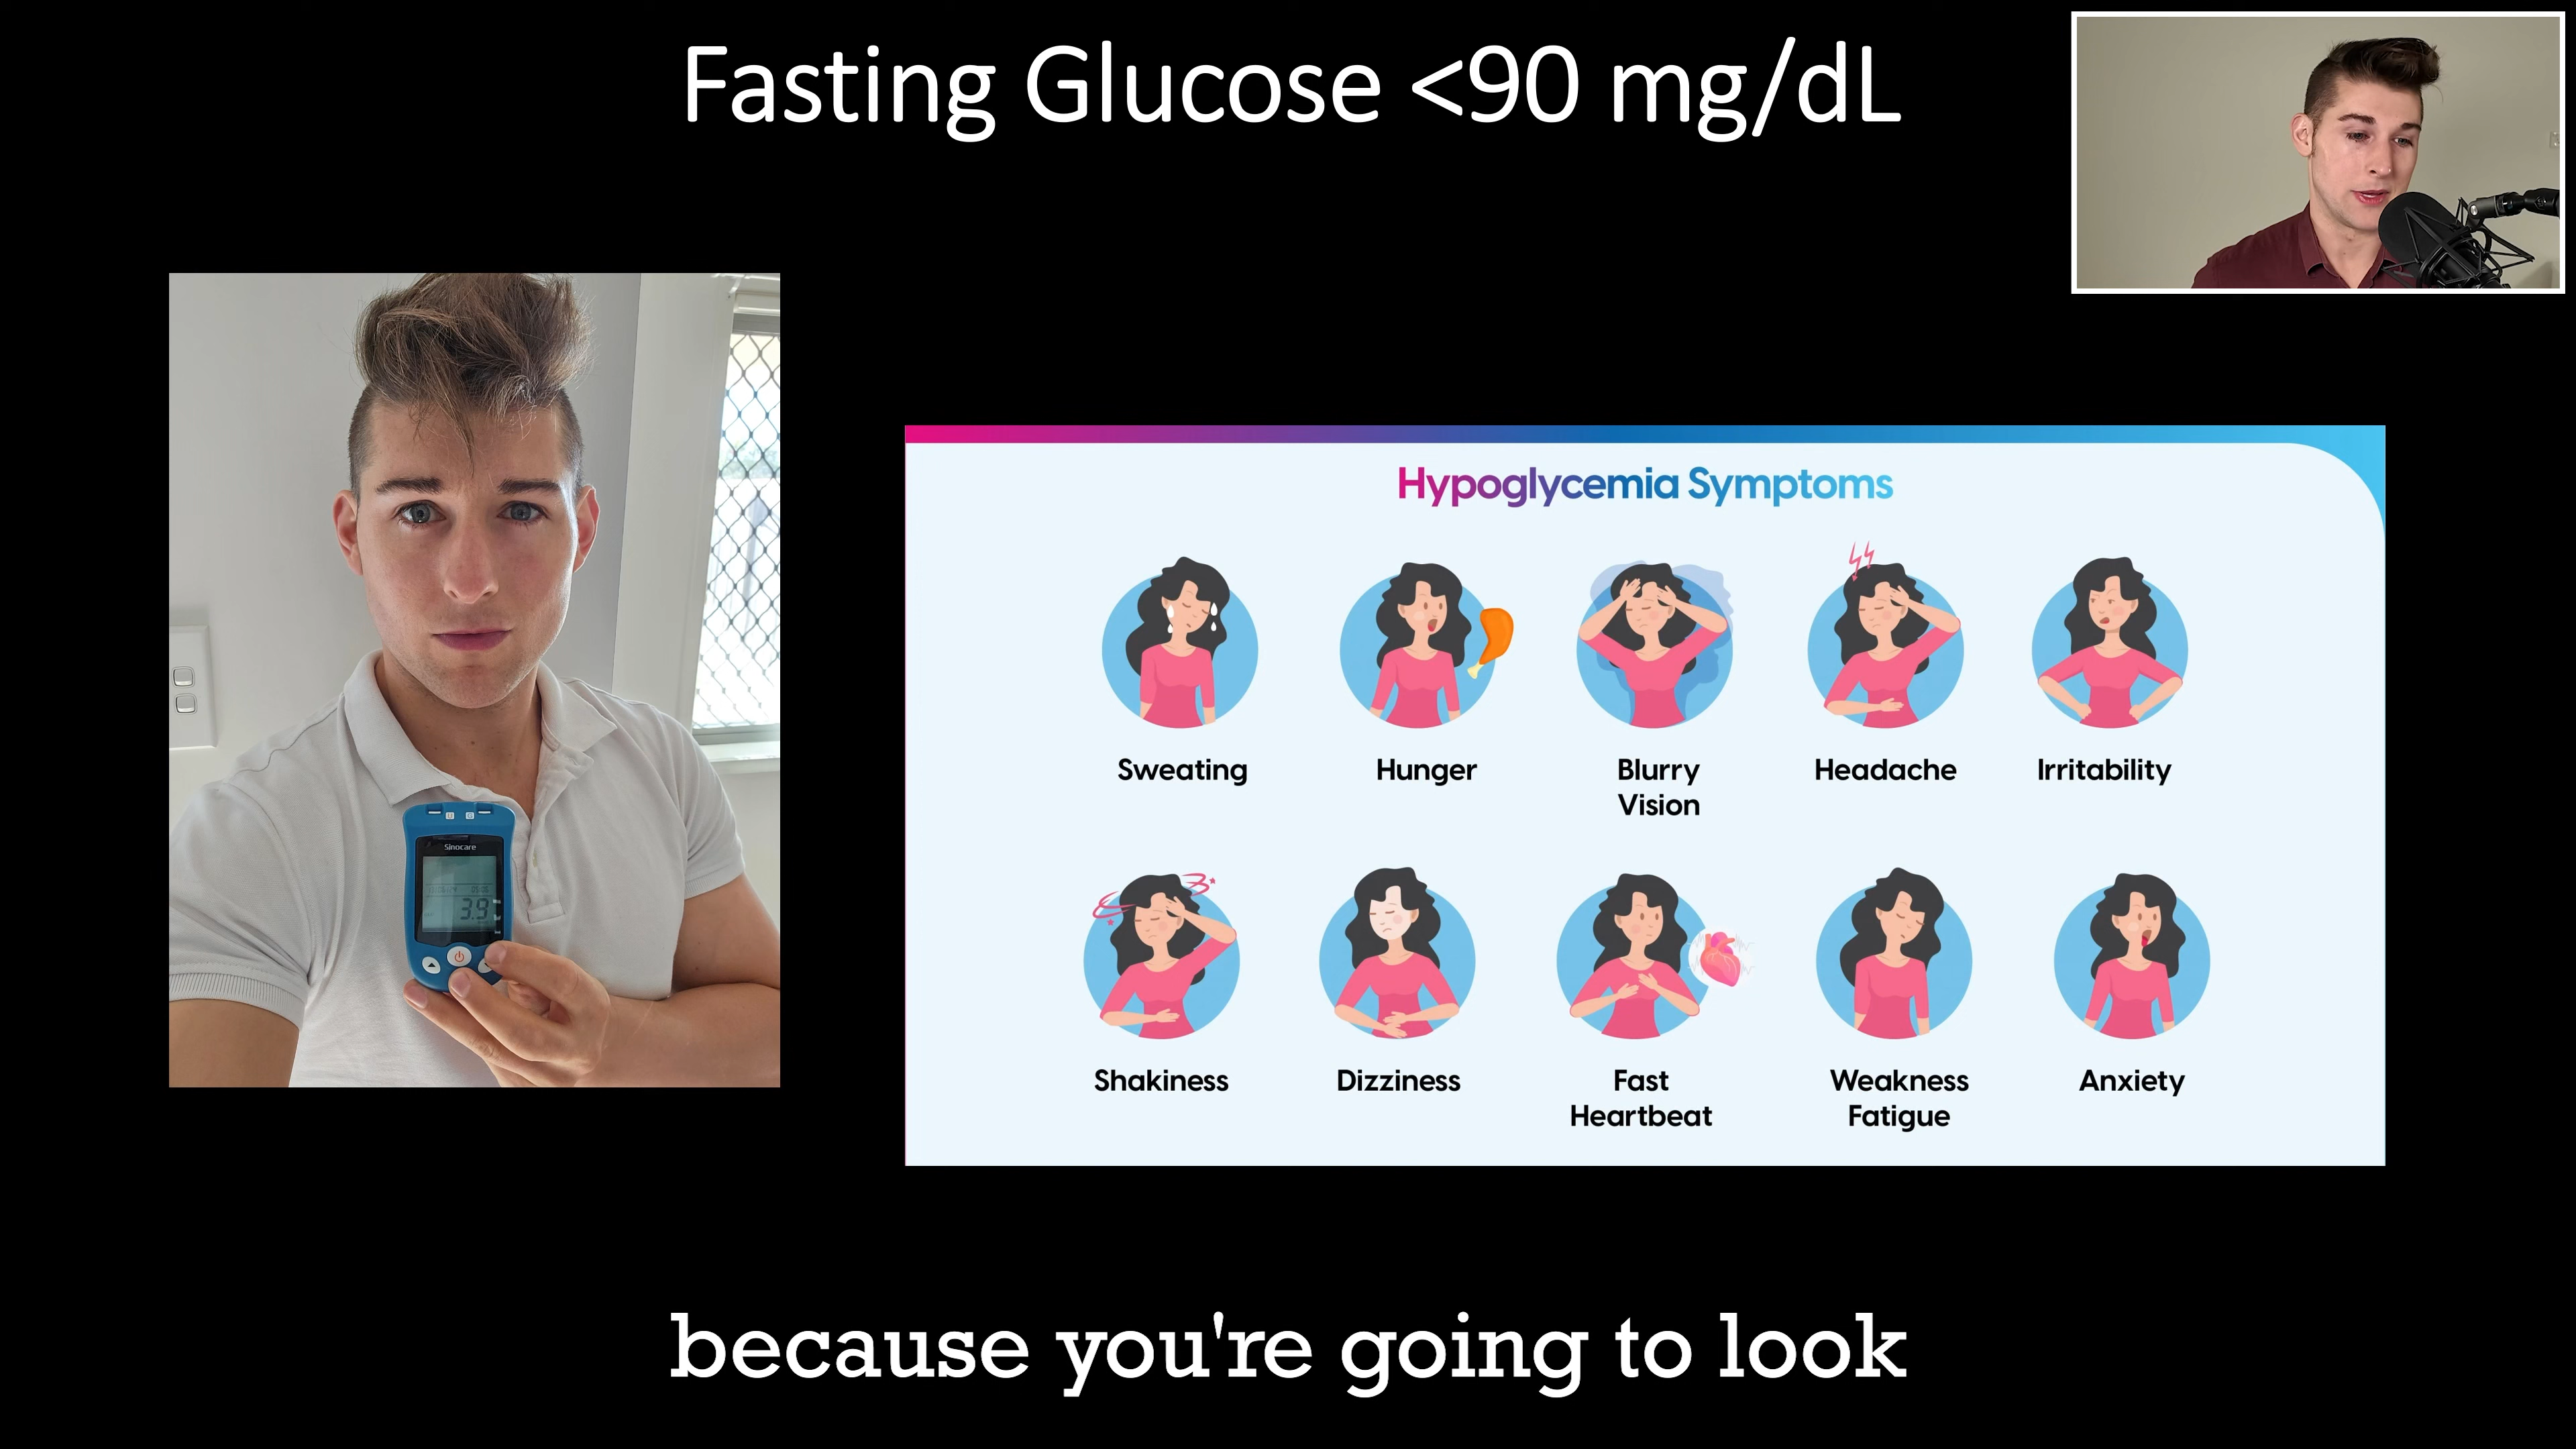 Fasting Glucose <90 mg/dL
Sinocare
3.9
Hypoglycemia Symptoms
Sweating
Hunger
Blurry
Vision
Headache
Irritability
Shakiness
Dizziness
Fast
Heartbeat
Weakness
Fatigue
Anxiety
because you're going to look